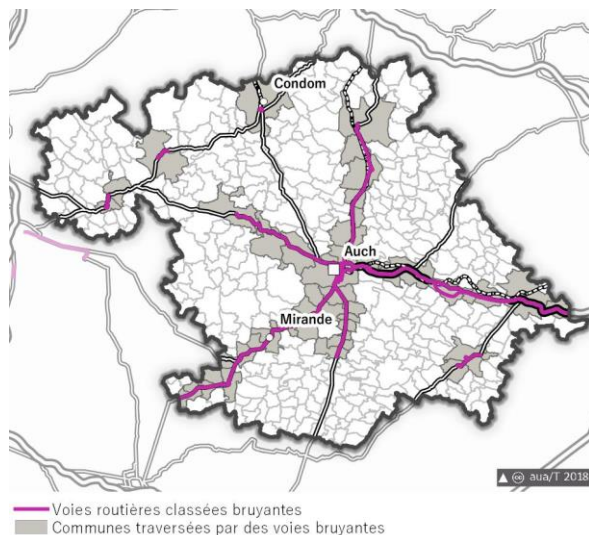 Condom
Auch
Mirande
aua/T 2018
Voies routières classées bruyantes
Communes traversées par des voies bruyantes